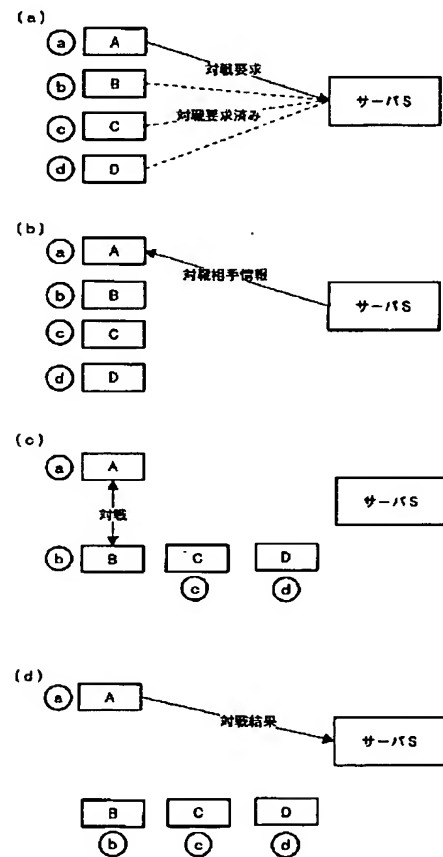 (a)
a A
対戦要求
b B
サーバS
c C
対戦要求済み
d D
(b)
a A
対戦相手情報
b B
サーバS
c C
d D
(c)
a A
サーバS
対戦
b B C D
c d
(d)
a A
対戦結果
サーバS
B C D
b c d